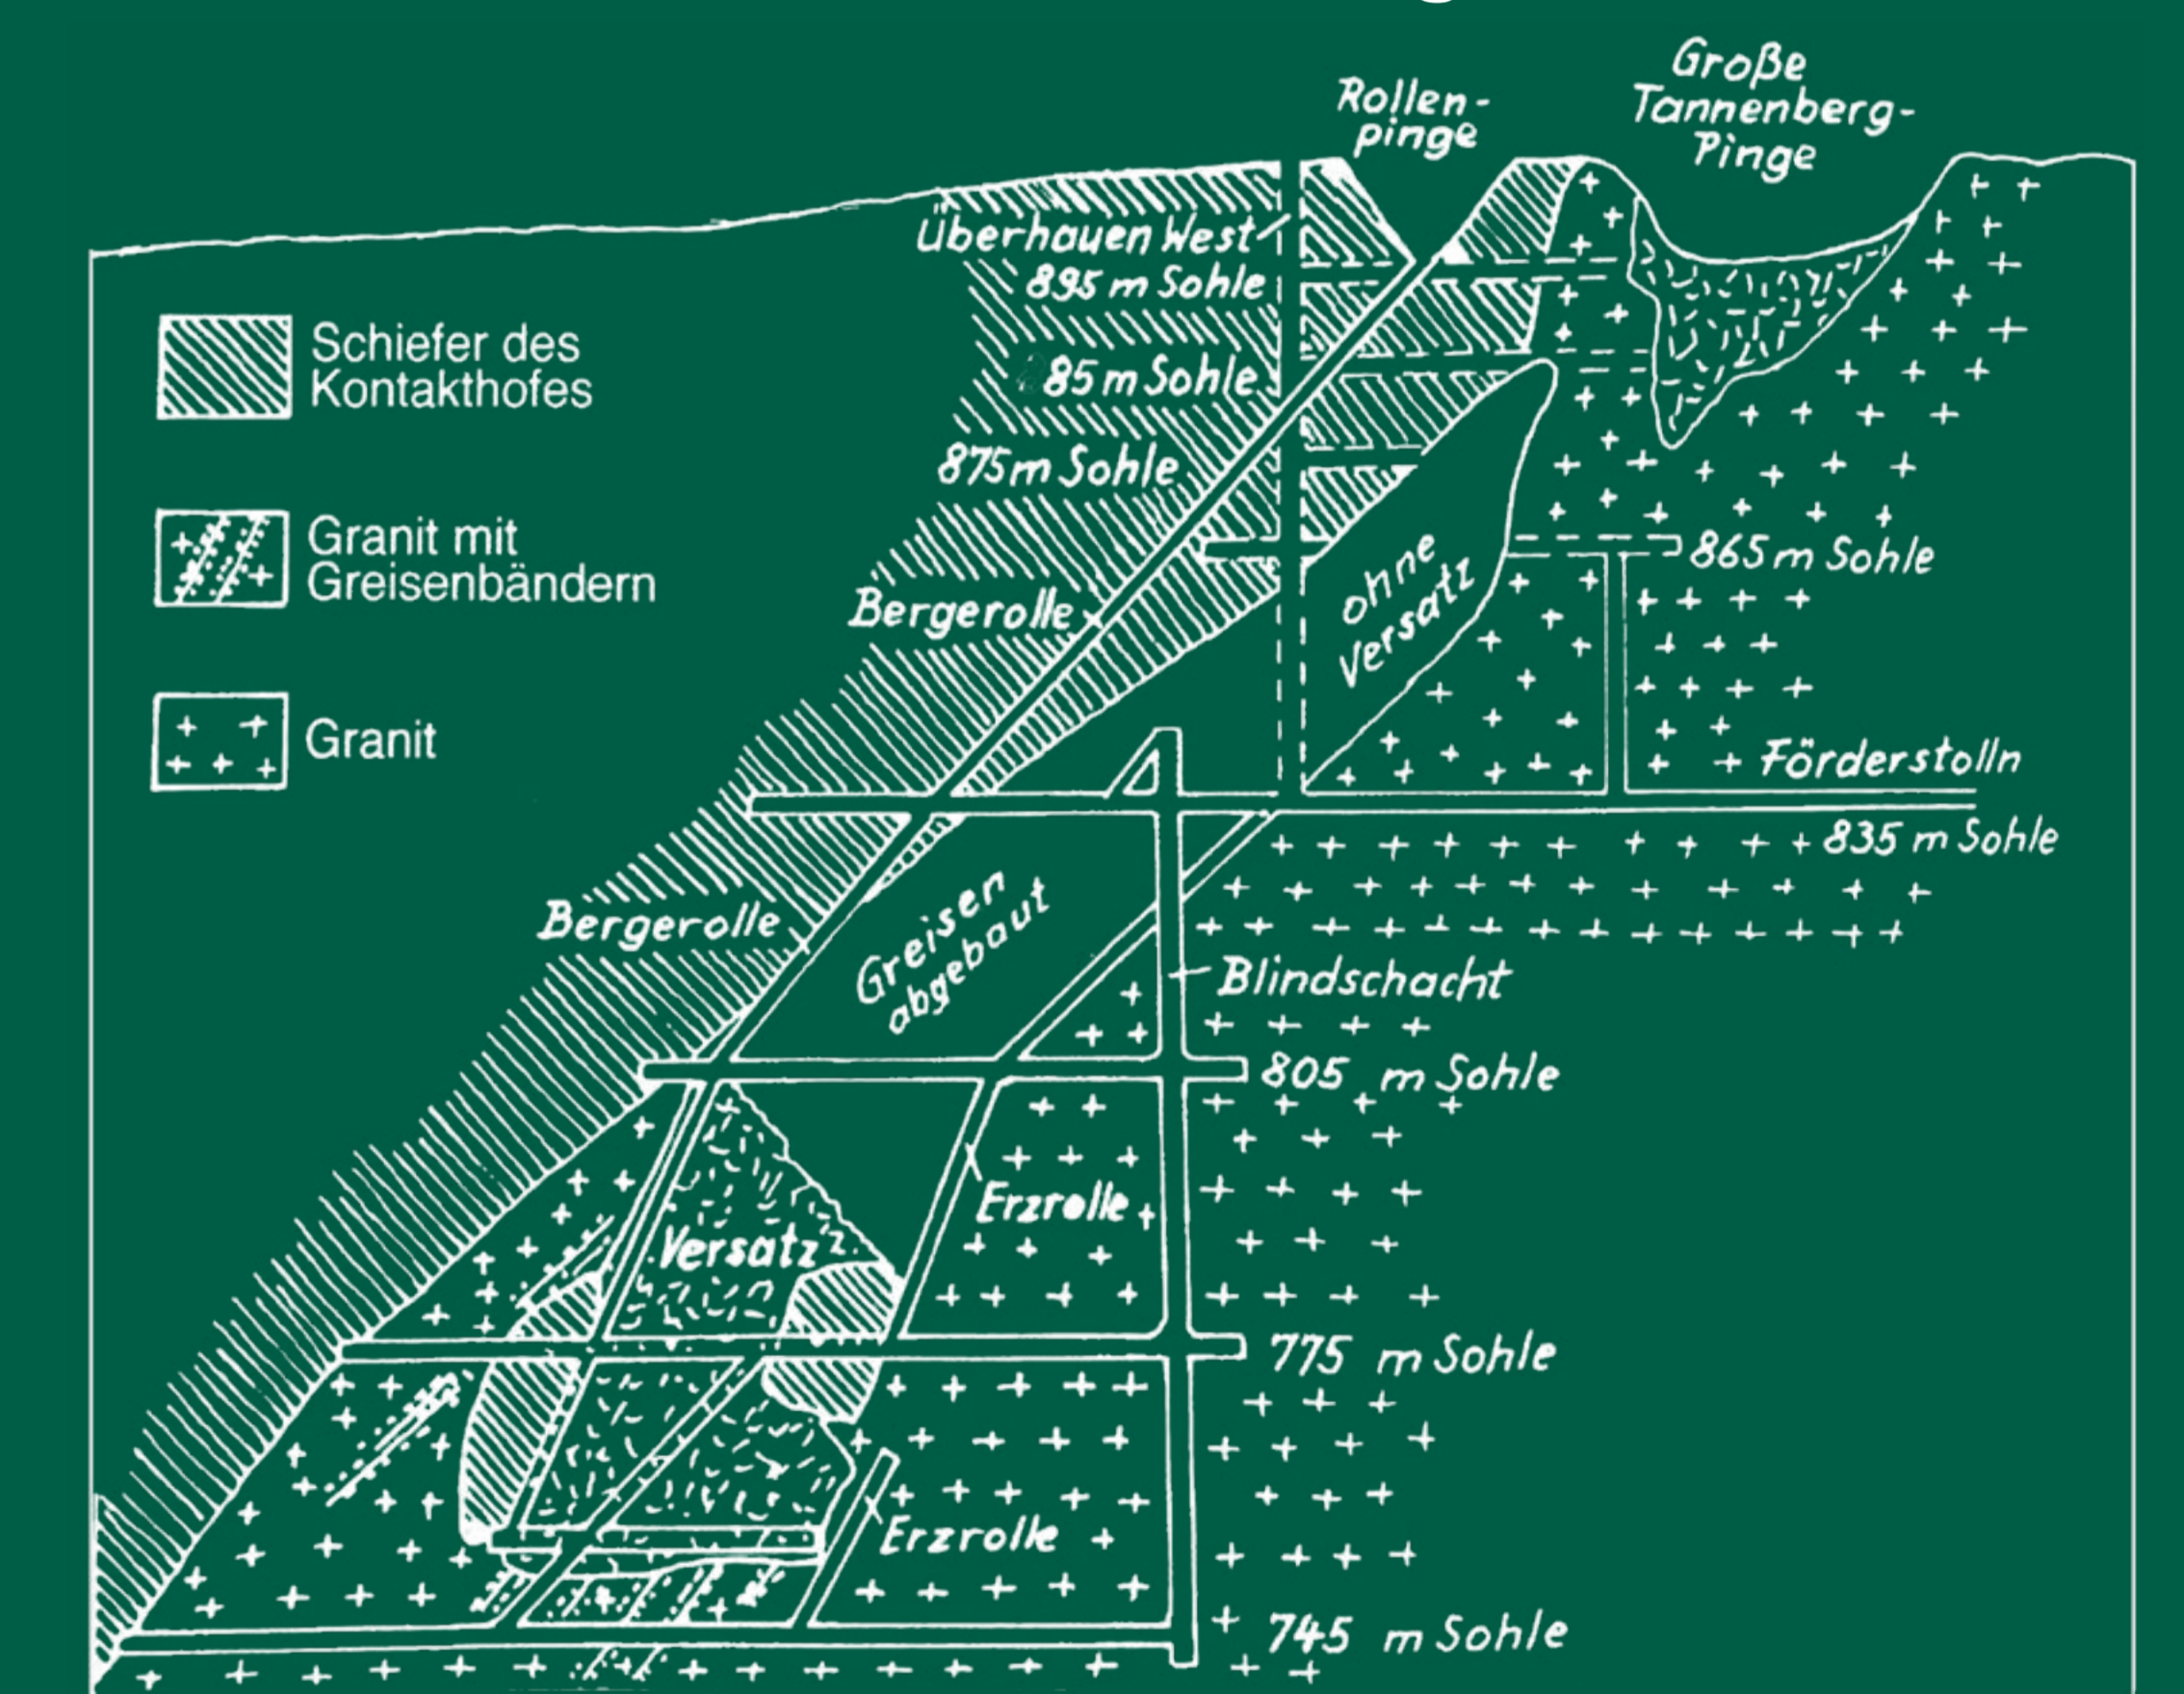 Große
Tannenberg-
Pinge
Rollen-
pinge
Überhauen West
895 m Sohle
85 m Sohle
875 m Sohle
Schiefer des
Kontakthofes
Granit mit
Greisenbändern
Granit
865 m Sohle
ohne
Versatz
Bergerolle
Förderstolln
835 m Sohle
Greisen
abgebaut
Bergerolle
Blindschacht
805 m Sohle
Erzrolle
Versatz
775 m Sohle
Erzrolle
745 m Sohle